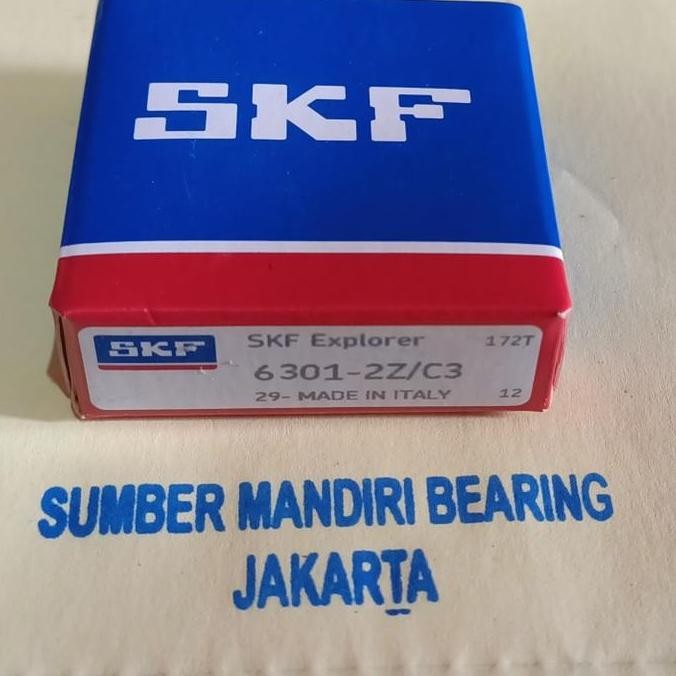 SKF
SKF
SKF Explorer
172T
6301-2Z/C3
29- MADE IN ITALY
12
SUMBER MANDIRI BEARING
JAKARTA